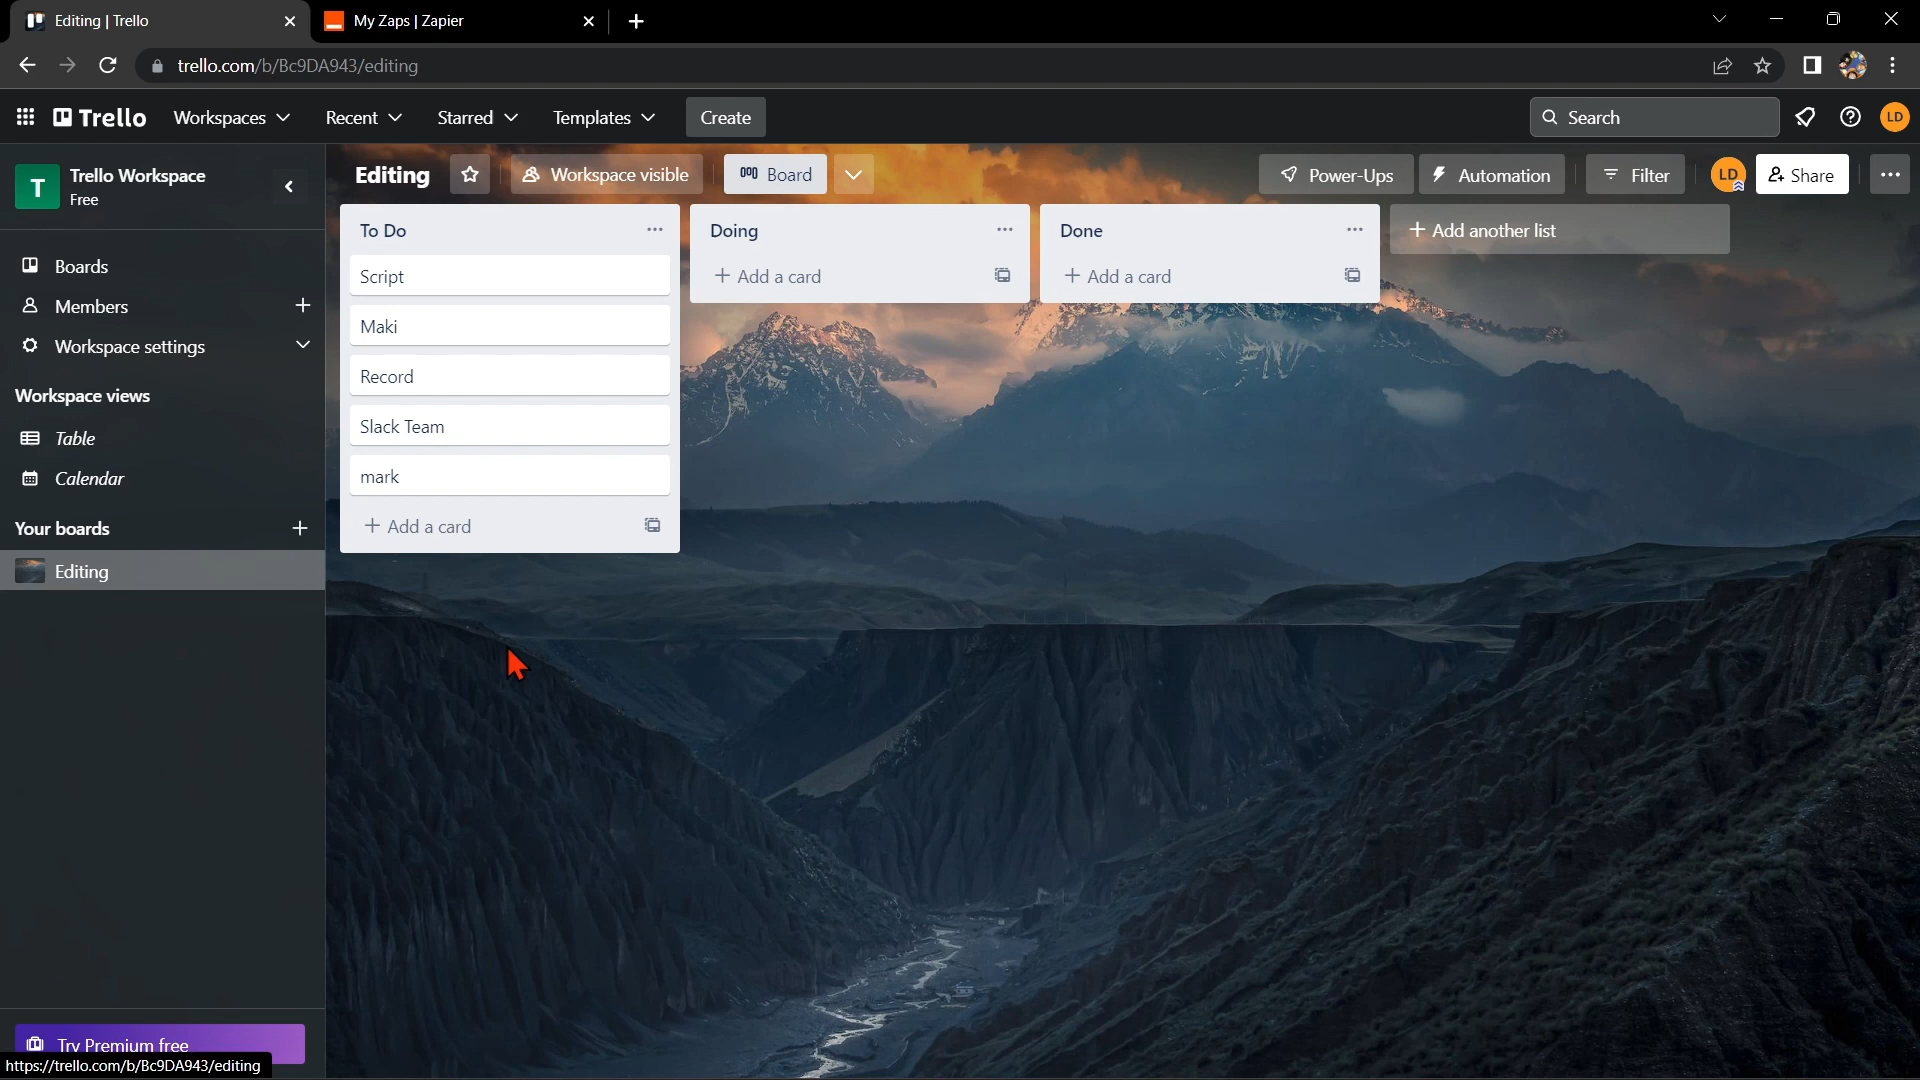 Editing | Trello
My Zaps | Zapier
trello.com/b/Bc9DA943/editing
Trello
Workspaces
Recent
Starred
Templates
Create
Search
LD
T
Trello Workspace
Free
Editing
Workspace visible
Board
Power-Ups
Automation
Filter
LD
Share
Boards
Members
Workspace settings
Workspace views
Table
Calendar
Your boards
Editing
To Do
Script
Maki
Record
Slack Team
mark
+ Add a card
Doing
+ Add a card
Done
+ Add a card
+ Add another list
Try Premium free
https://trello.com/b/Bc9DA943/editing